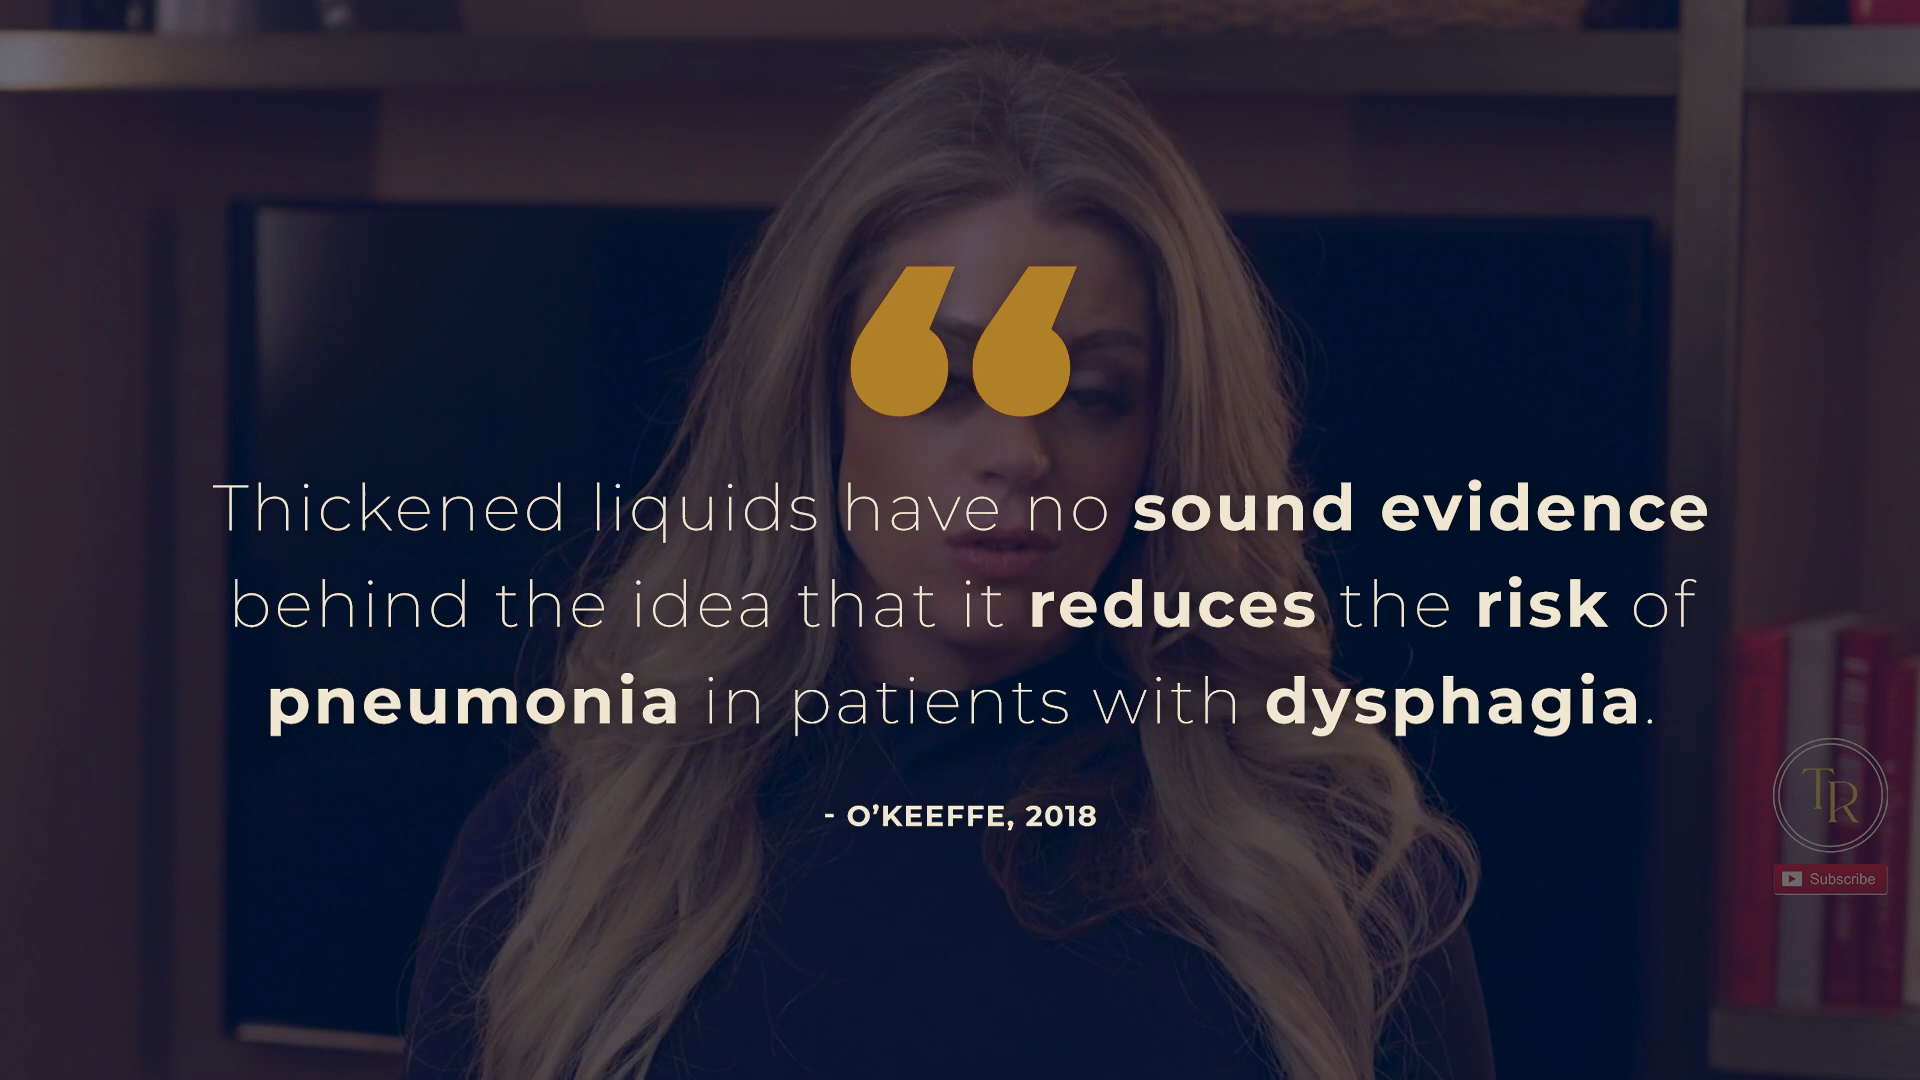 “
Thickened liquids have no sound evidence
behind the idea that it reduces the risk of
pneumonia in patients with dysphagia.
- O’KEEFFE, 2018
TR
Subscribe